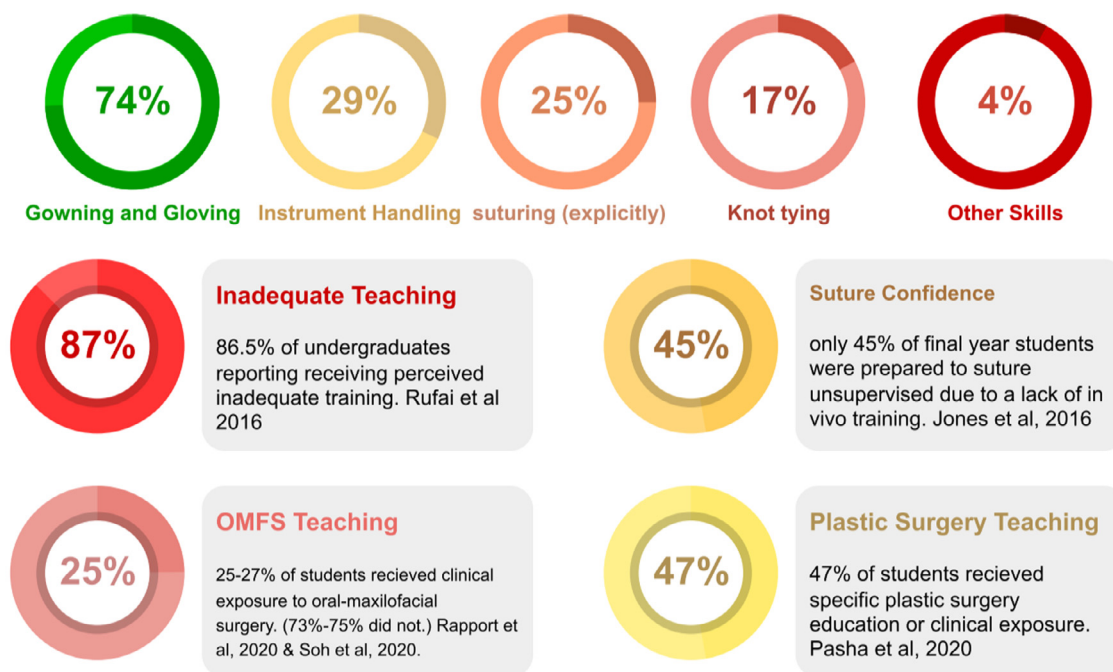 74%
29%
25%
17%
4%
Gowning and Gloving
Instrument Handling
suturing (explicitly)
Knot tying
Other Skills
87%
Inadequate Teaching
86.5% of undergraduates
reporting receiving perceived
inadequate training. Rufai et al
2016
45%
Suture Confidence
only 45% of final year students
were prepared to suture
unsupervised due to a lack of in
vivo training. Jones et al, 2016
25%
OMFS Teaching
25-27% of students recieved clinical
exposure to oral-maxilofacial
surgery. (73%-75% did not.) Rapport et
al, 2020 & Soh et al, 2020.
47%
Plastic Surgery Teaching
47% of students recieved
specific plastic surgery
education or clinical exposure.
Pasha et al, 2020